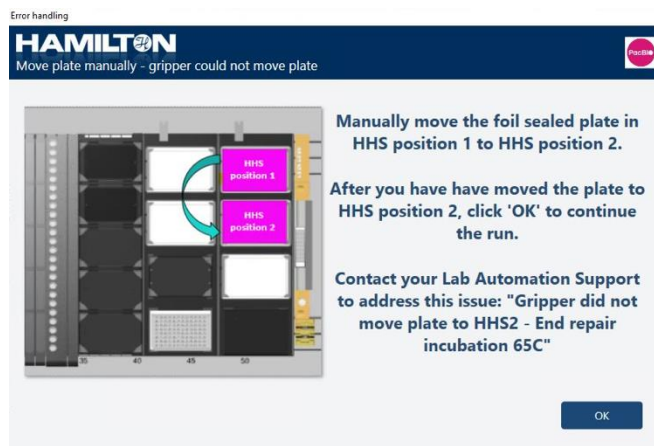 Error handling
HAMILTON
Move plate manually - gripper could not move plate
PacBio
Manually move the foil sealed plate in
HHS position 1 to HHS position 2.
After you have have moved the plate to
HHS position 2, click 'OK' to continue
the run.
Contact your Lab Automation Support
to address this issue: "Gripper did not
move plate to HHS2 - End repair
incubation 65C"
HHS
position 1
HHS
position 2
35 40 45 50
OK